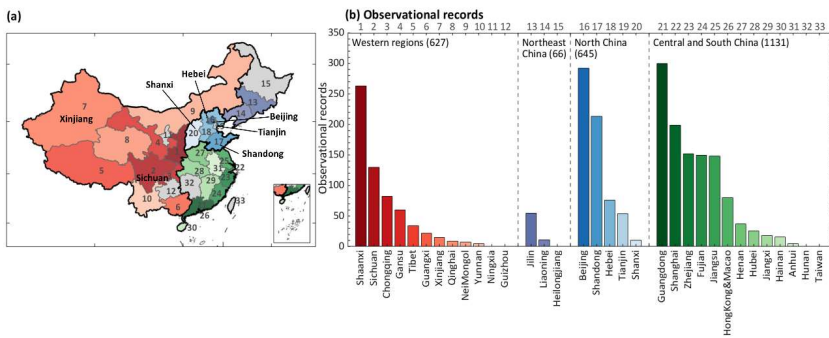 (a)
(b) Observational records
1 2 3 4 5 6 7 8 9 10 11 12 13 14 15 16 17 18 19 20 21 22 23 24 25 26 27 28 29 30 31 32 33
Western regions (627)
Northeast
China (66)
North China
(645)
Central and South China (1131)
Observational records
350
300
250
200
150
100
50
0
Shaanxi
Sichuan
Chongqing
Gansu
Tibet
Guangxi
Xinjiang
Qinghai
NeiMongol
Yunnan
Ningxia
Guizhou
Jilin
Liaoning
Heilongjiang
Beijing
Shandong
Hebei
Tianjin
Shanxi
Guangdong
Shanghai
Zhejiang
Fujian
Jiangsu
HongKong&Macao
Henan
Hubei
Jiangxi
Hainan
Anhui
Hunan
Taiwan
Hebei
Shanxi
Beijing
Tianjin
Shandong
Xinjiang
Sichuan
15
7
13
9
14
20
18
8
4
17
27
5
2
28
31
22
32
29
12
10
6
24
26
33
30